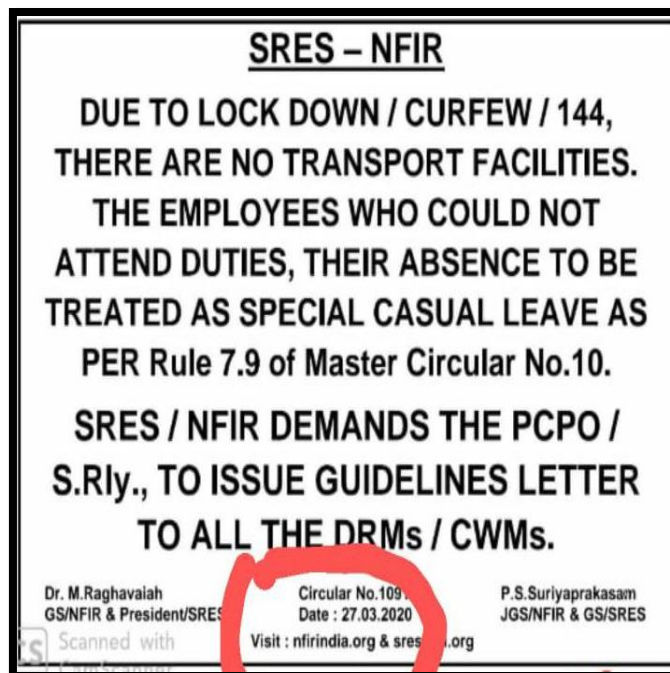 SRES – NFIR
DUE TO LOCK DOWN / CURFEW / 144,
THERE ARE NO TRANSPORT FACILITIES.
THE EMPLOYEES WHO COULD NOT
ATTEND DUTIES, THEIR ABSENCE TO BE
TREATED AS SPECIAL CASUAL LEAVE AS
PER Rule 7.9 of Master Circular No.10.
SRES / NFIR DEMANDS THE PCPO /
S.Rly., TO ISSUE GUIDELINES LETTER
TO ALL THE DRMs / CWMs.
Dr. M.Raghavaiah
GS/NFIR & President/SRES
Circular No.109
Date : 27.03.2020
Visit : nfirindia.org & .org
P.S.Suriyaprakasam
JGS/NFIR & GS/SRES
CS Scanned with
CamScanner